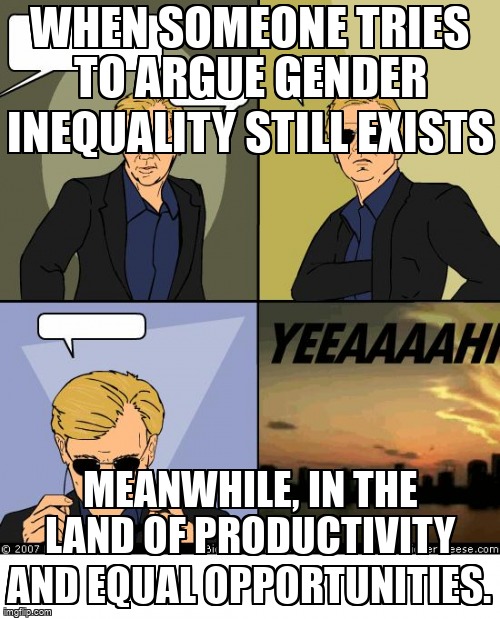 WHEN SOMEONE TRIES
TO ARGUE GENDER
INEQUALITY STILL EXISTS
YEEAAAAH
MEANWHILE, IN THE
LAND OF PRODUCTIVITY
© 2007
AND EQUAL OPPORTUNITIES.
imgflip.com